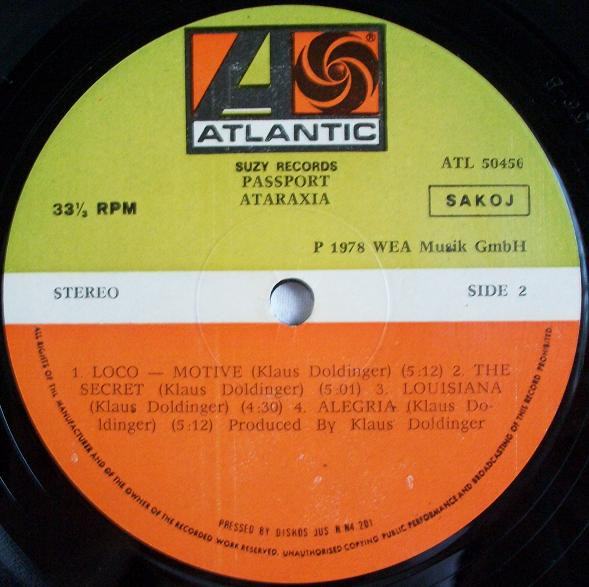 ATLANTIC
SUZY RECORDS
PASSPORT
ATARAXIA
ATL 50456
SAKOJ
33⅓ RPM
P 1978 WEA Musik GmbH
STEREO
SIDE 2
1. LOCO — MOTIVE (Klaus Doldinger) (5:12) 2. THE
SECRET (Klaus Doldinger) (5:01) 3. LOUISIANA
(Klaus Doldinger) (4:30) 4. ALEGRIA (Klaus Do-
ldinger) (5:12) Produced By Klaus Doldinger
PRESSED BY DISKOS JUS N N4 201
ALL RIGHTS OF THE MANUFACTURER AND OF THE OWNER OF THE RECORDED WORK RESERVED. UNAUTHORISED COPYING PUBLIC PERFORMANCE AND BROADCASTING OF THIS RECORD PROHIBITED.